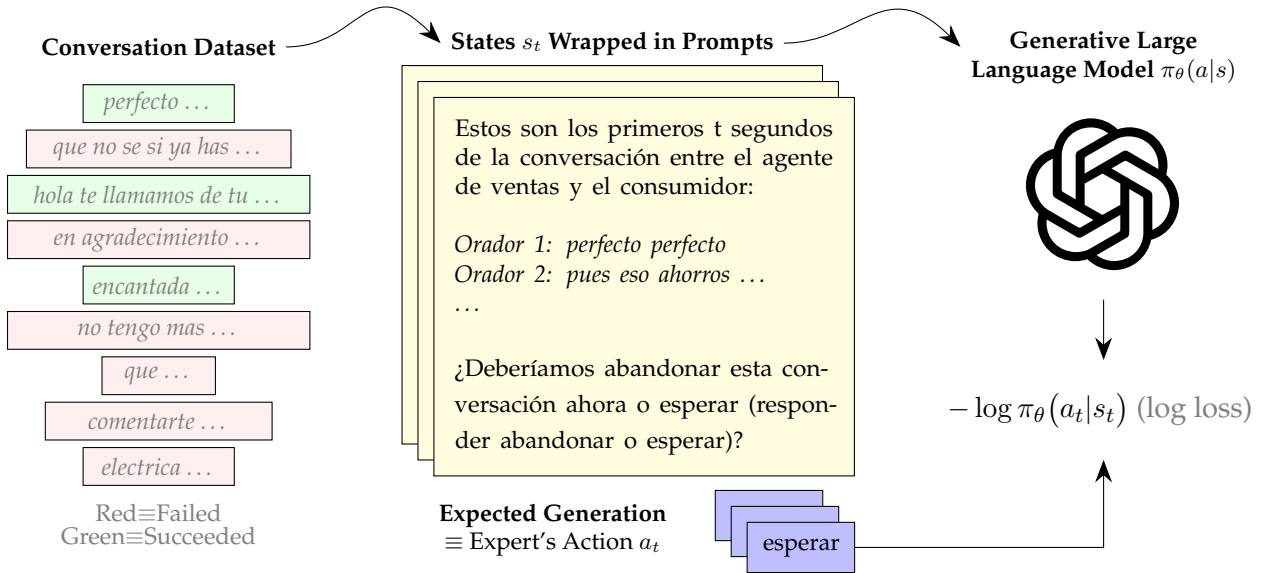 Conversation Dataset
perfecto ...
que no se si ya has ...
hola te llamamos de tu ...
en agradecimiento ...
encantada ...
no tengo mas ...
que ...
comentarte ...
electrica ...
Red≡Failed
Green≡Succeeded
States s_t Wrapped in Prompts
Estos son los primeros t segundos
de la conversación entre el agente
de ventas y el consumidor:
Orador 1: perfecto perfecto
Orador 2: pues eso ahorros ...
...
¿Deberíamos abandonar esta con-
versación ahora o esperar (respon-
der abandonar o esperar)?
Expected Generation
≡ Expert's Action a_t
esperar
Generative Large
Language Model π_θ(a|s)
− log π_θ(a_t|s_t) (log loss)